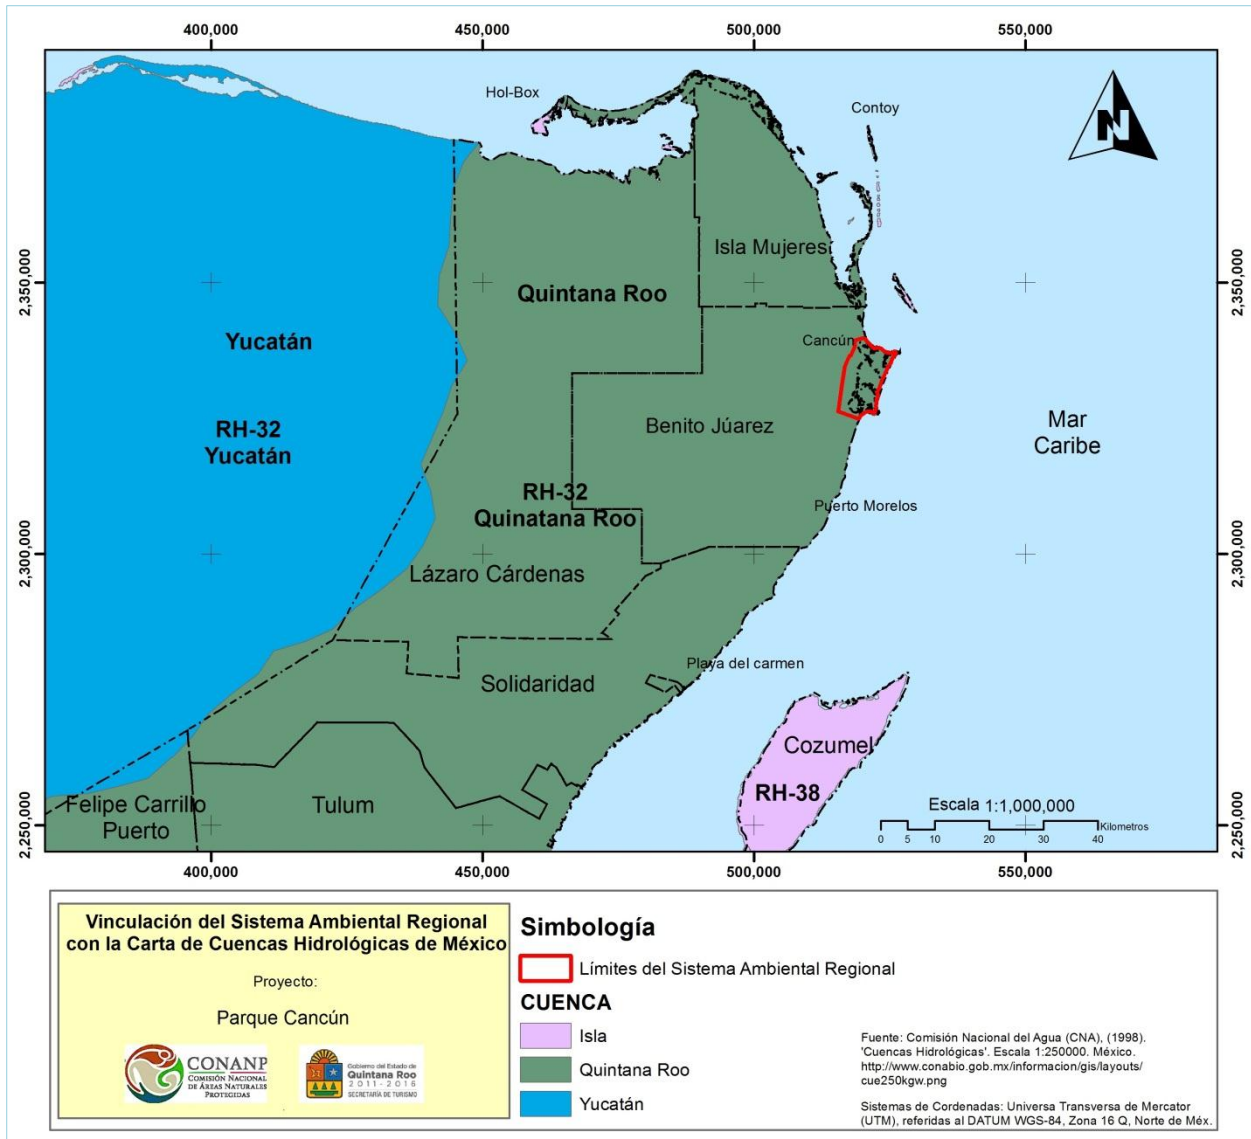 400,000
450,000
500,000
550,000
Hol-Box
Contoy
N
Isla Mujeres
2,350,000
2,350,000
Quintana Roo
Yucatán
Cancún
RH-32
Yucatán
Benito Júarez
Mar
Caribe
RH-32
Quinatana Roo
Puerto Morelos
2,300,000
2,300,000
Lázaro Cárdenas
Playa del carmen
Solidaridad
Cozumel
RH-38
Felipe Carrillo
Puerto
Tulum
Escala 1:1,000,000
0 5 10 20 30 40
Kilometros
2,250,000
2,250,000
400,000
450,000
500,000
550,000
Vinculación del Sistema Ambiental Regional
con la Carta de Cuencas Hidrológicas de México
Proyecto:
Parque Cancún
CONANP
COMISIÓN NACIONAL
DE ÁREAS NATURALES
PROTEGIDAS
Gobierno del Estado de
Quintana Roo
2011-2016
SECRETARÍA DE TURISMO
Simbología
Límites del Sistema Ambiental Regional
CUENCA
Isla
Quintana Roo
Yucatán
Fuente: Comisión Nacional del Agua (CNA), (1998).
'Cuencas Hidrológicas'. Escala 1:250000. México.
http://www.conabio.gob.mx/informacion/gis/layouts/
cue250kgw.png
Sistemas de Cordenadas: Universa Transversa de Mercator
(UTM), referidas al DATUM WGS-84, Zona 16 Q, Norte de Méx.